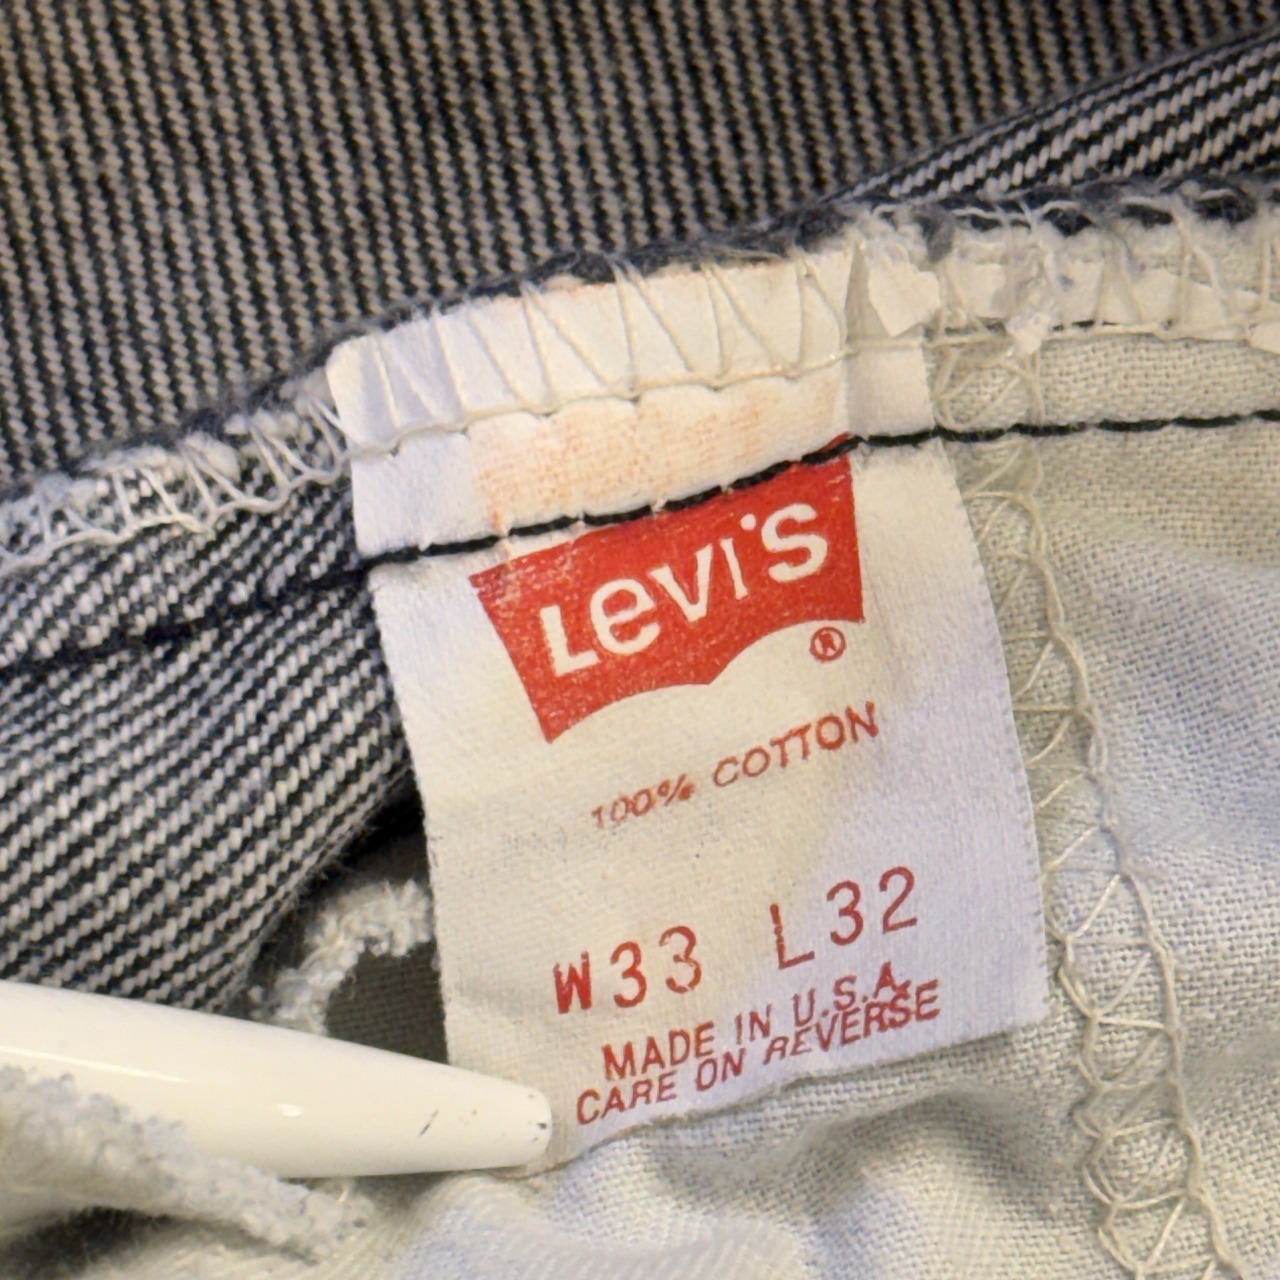 Levi's ®
100% COTTON
W33 L32
MADE IN U.S.A.
CARE ON REVERSE